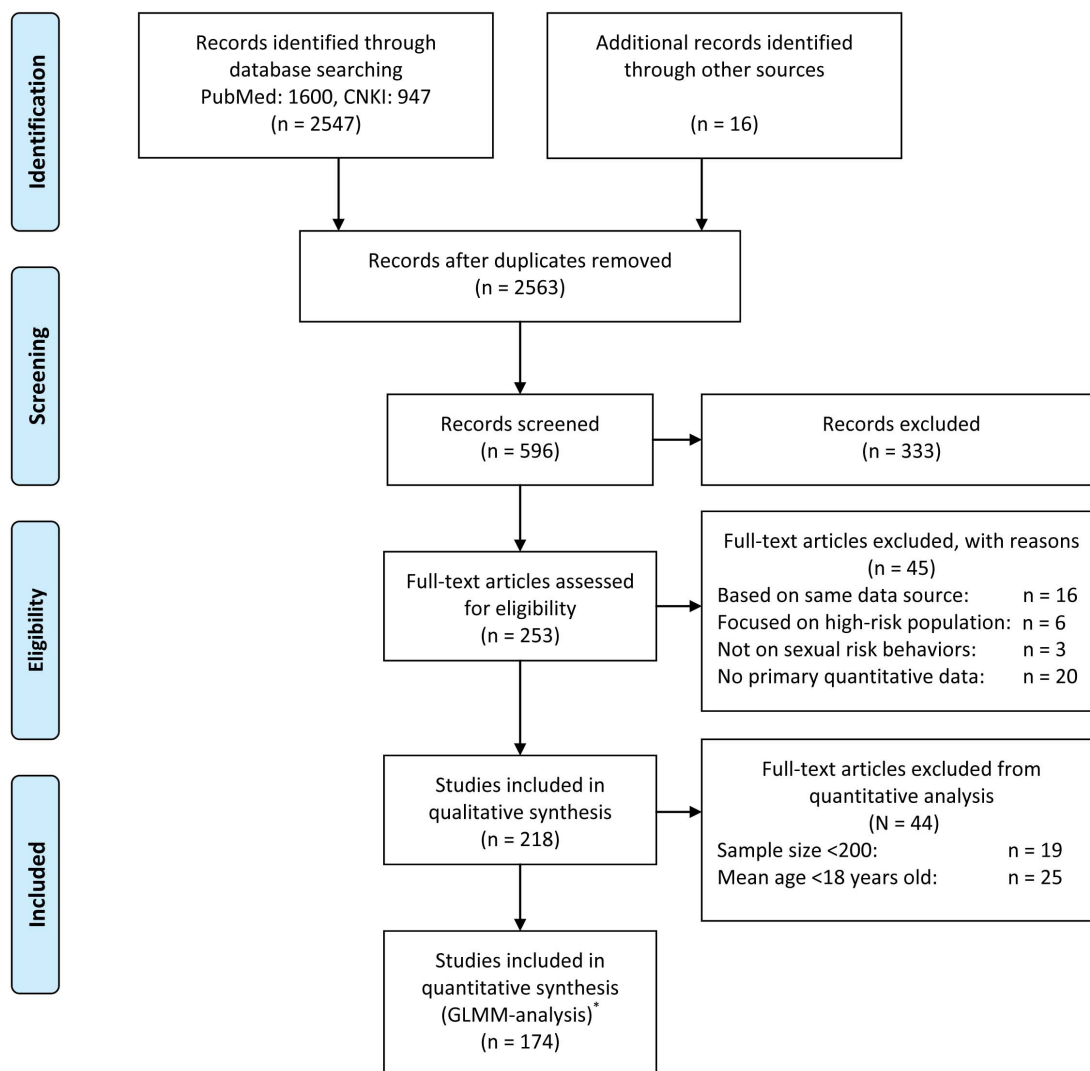 Identification
Records identified through
database searching
PubMed: 1600, CNKI: 947
(n = 2547)
Additional records identified
through other sources
(n = 16)
Records after duplicates removed
(n = 2563)
Screening
Records screened
(n = 596)
Records excluded
(n = 333)
Eligibility
Full-text articles assessed
for eligibility
(n = 253)
Full-text articles excluded, with reasons
(n = 45)
Based on same data source: n = 16
Focused on high-risk population: n = 6
Not on sexual risk behaviors: n = 3
No primary quantitative data: n = 20
Included
Studies included in
qualitative synthesis
(n = 218)
Full-text articles excluded from
quantitative analysis
(N = 44)
Sample size <200: n = 19
Mean age <18 years old: n = 25
Studies included in
quantitative synthesis
(GLMM-analysis)*
(n = 174)